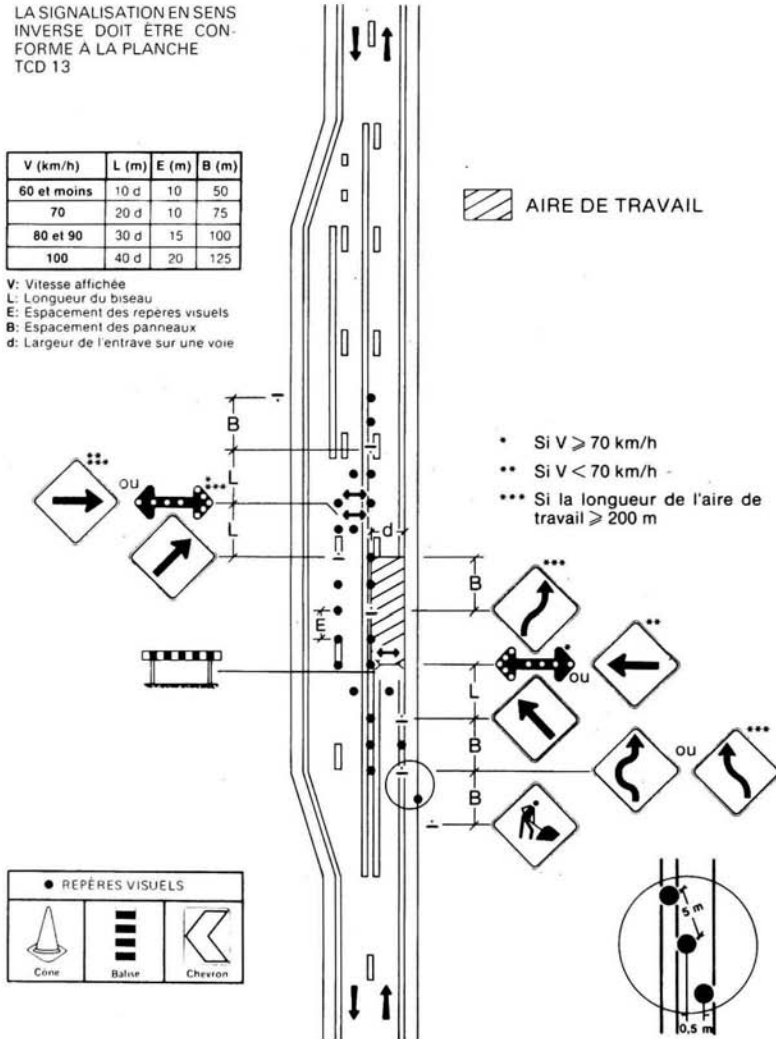 LA SIGNALISATION EN SENS
INVERSE DOIT ÊTRE CON-
FORME À LA PLANCHE
TCD 13
V (km/h) L (m) E (m) B (m)
60 et moins 10 d 10 50
70 20 d 10 75
80 et 90 30 d 15 100
100 40 d 20 125
V: Vitesse affichée
L: Longueur du biseau
E: Espacement des repères visuels
B: Espacement des panneaux
d: Largeur de l'entrave sur une voie
AIRE DE TRAVAIL
* Si V ⩾ 70 km/h
** Si V < 70 km/h
*** Si la longueur de l'aire de
travail ⩾ 200 m
B
L
L
E
**
***
ou
***
d
B
***
*
ou
**
L
B
B
ou
***
● REPÈRES VISUELS
Cône Balise Chevron
5 m
0,5 m